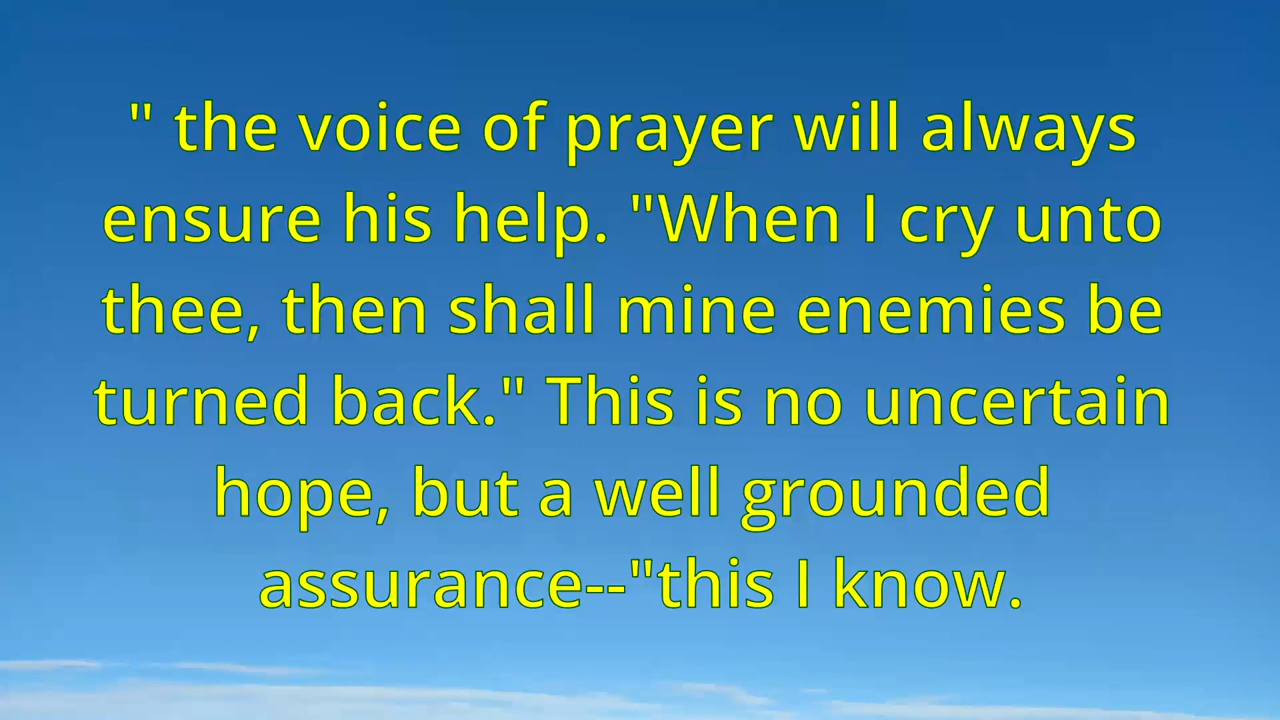 " the voice of prayer will always
ensure his help. "When I cry unto
thee, then shall mine enemies be
turned back." This is no uncertain
hope, but a well grounded
assurance--"this I know.